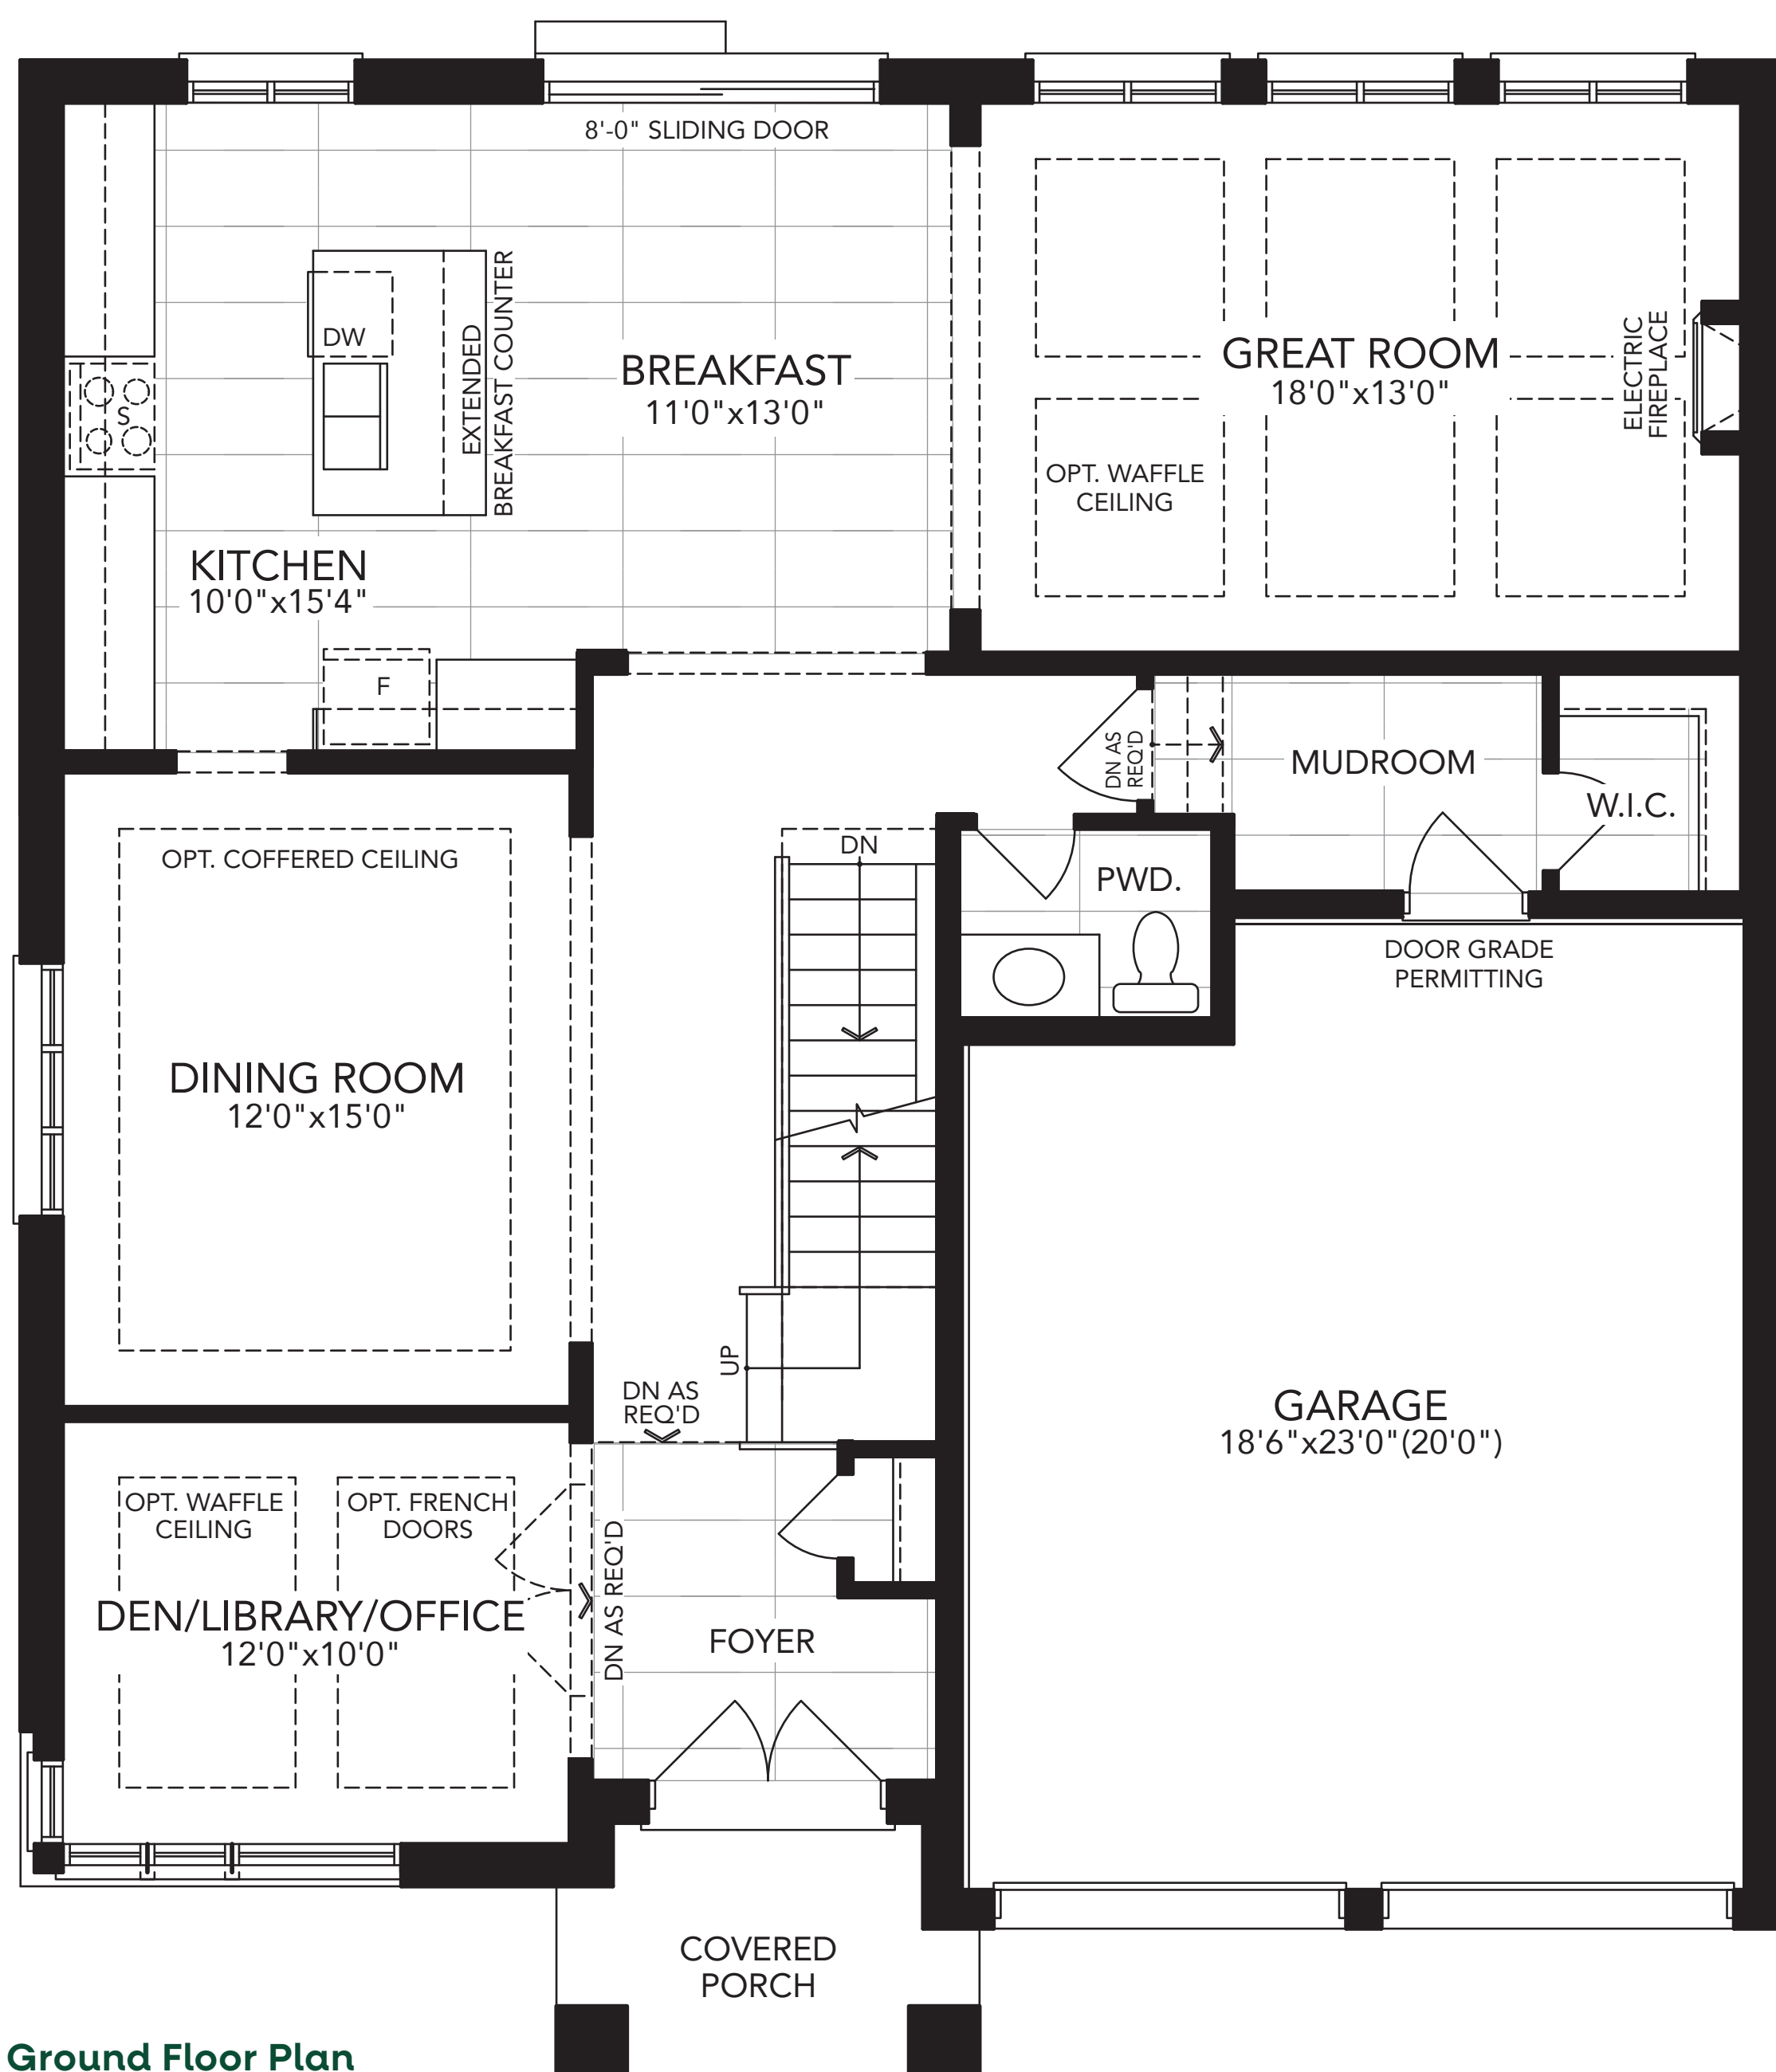 8'-0" SLIDING DOOR
DW
EXTENDED
BREAKFAST COUNTER
BREAKFAST
11'0"x13'0"
GREAT ROOM
18'0"x13'0"
ELECTRIC
FIREPLACE
S
OPT. WAFFLE
CEILING
KITCHEN
10'0"x15'4"
F
DN AS
REQ'D
MUDROOM
W.I.C.
OPT. COFFERED CEILING
DN
PWD.
DOOR GRADE
PERMITTING
DINING ROOM
12'0"x15'0"
UP
DN AS
REQ'D
GARAGE
18'6"x23'0"(20'0")
OPT. WAFFLE
CEILING
OPT. FRENCH
DOORS
DN AS REQ'D
DEN/LIBRARY/OFFICE
12'0"x10'0"
FOYER
COVERED
PORCH
Ground Floor Plan